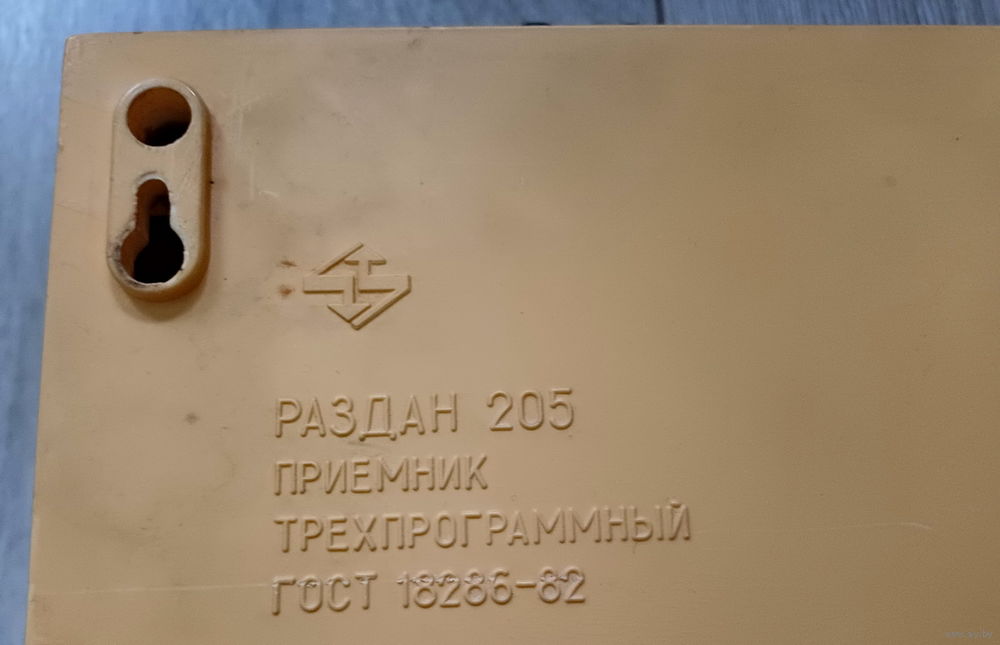 РАЗДАН 205
ПРИЕМНИК
ТРЕХПРОГРАММНЫЙ
ГОСТ 18286-82